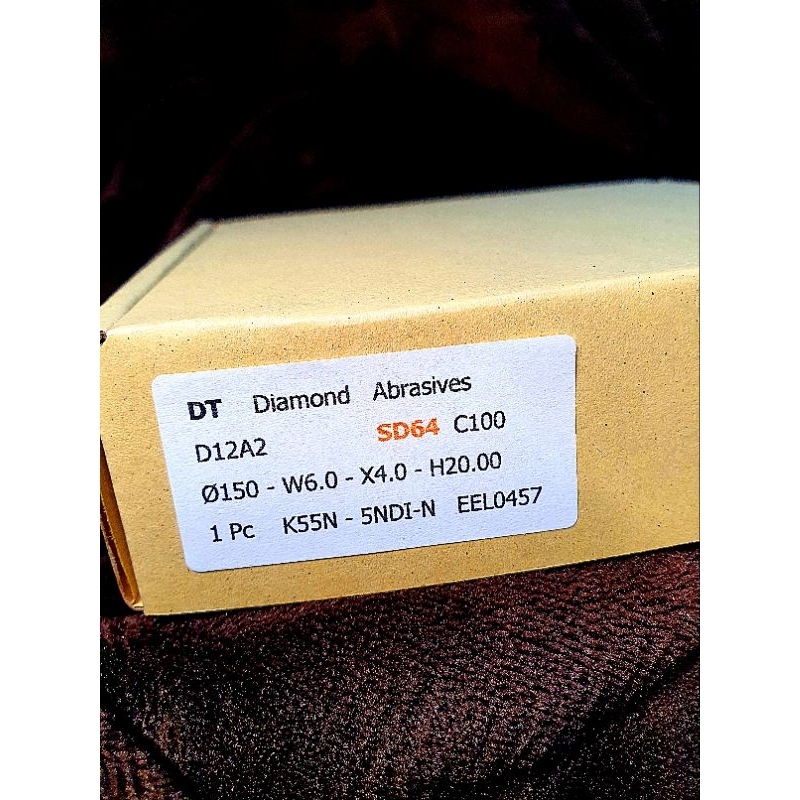 DT Diamond Abrasives
D12A2 SD64 C100
Ø150 - W6.0 - X4.0 - H20.00
1 Pc K55N - 5NDI-N EEL0457